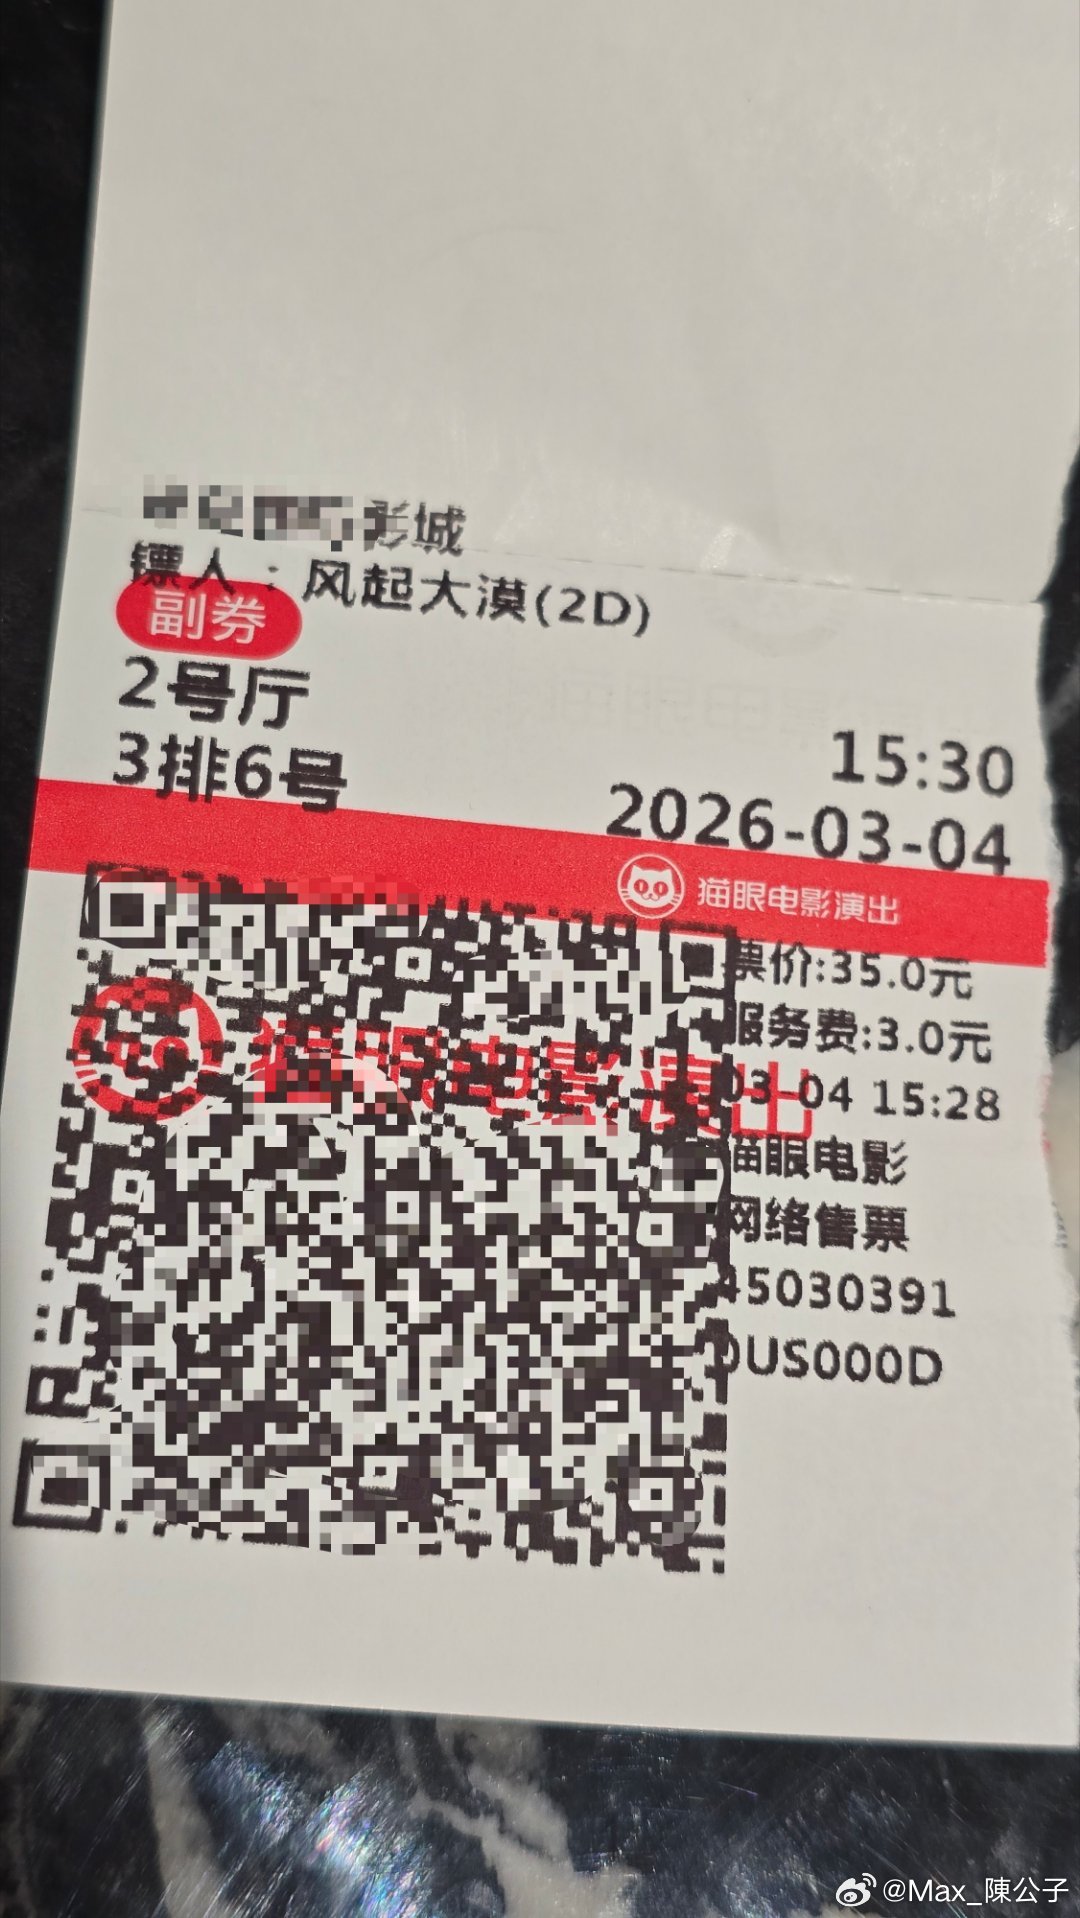 影城
镖人：风起大漠(2D)
副券
2号厅
3排6号
15:30
2026-03-04
猫眼电影演出
票价:35.0元
服务费:3.0元
猫眼电影演出
03-04 15:28
猫眼电影
网络售票
45030391
0US000D
@Max_陳公子